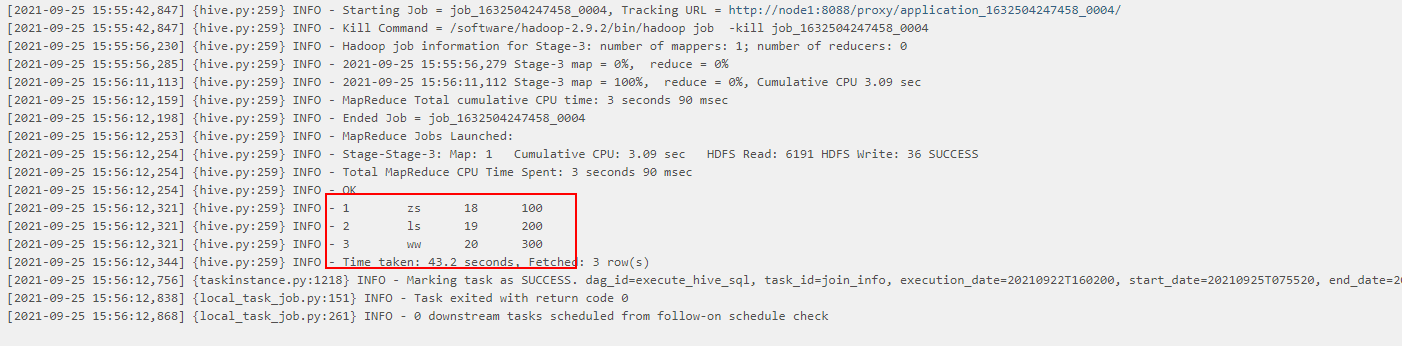 [2021-09-25 15:55:42,847] {hive.py:259} INFO - Starting Job = job_1632504247458_0004, Tracking URL = http://node1:8088/proxy/application_1632504247458_0004/
[2021-09-25 15:55:42,847] {hive.py:259} INFO - Kill Command = /software/hadoop-2.9.2/bin/hadoop job  -kill job_1632504247458_0004
[2021-09-25 15:55:56,230] {hive.py:259} INFO - Hadoop job information for Stage-3: number of mappers: 1; number of reducers: 0
[2021-09-25 15:55:56,285] {hive.py:259} INFO - 2021-09-25 15:55:56,279 Stage-3 map = 0%,  reduce = 0%
[2021-09-25 15:56:11,113] {hive.py:259} INFO - 2021-09-25 15:56:11,112 Stage-3 map = 100%,  reduce = 0%, Cumulative CPU 3.09 sec
[2021-09-25 15:56:12,159] {hive.py:259} INFO - MapReduce Total cumulative CPU time: 3 seconds 90 msec
[2021-09-25 15:56:12,198] {hive.py:259} INFO - Ended Job = job_1632504247458_0004
[2021-09-25 15:56:12,253] {hive.py:259} INFO - MapReduce Jobs Launched:
[2021-09-25 15:56:12,254] {hive.py:259} INFO - Stage-Stage-3: Map: 1   Cumulative CPU: 3.09 sec   HDFS Read: 6191 HDFS Write: 36 SUCCESS
[2021-09-25 15:56:12,254] {hive.py:259} INFO - Total MapReduce CPU Time Spent: 3 seconds 90 msec
[2021-09-25 15:56:12,254] {hive.py:259} INFO - OK
[2021-09-25 15:56:12,321] {hive.py:259} INFO - 1        zs      18      100
[2021-09-25 15:56:12,321] {hive.py:259} INFO - 2        ls      19      200
[2021-09-25 15:56:12,321] {hive.py:259} INFO - 3        ww      20      300
[2021-09-25 15:56:12,344] {hive.py:259} INFO - Time taken: 43.2 seconds, Fetched: 3 row(s)
[2021-09-25 15:56:12,756] {taskinstance.py:1218} INFO - Marking task as SUCCESS. dag_id=execute_hive_sql, task_id=join_info, execution_date=20210922T160200, start_date=20210925T075520, end_date=20
[2021-09-25 15:56:12,838] {local_task_job.py:151} INFO - Task exited with return code 0
[2021-09-25 15:56:12,868] {local_task_job.py:261} INFO - 0 downstream tasks scheduled from follow-on schedule check